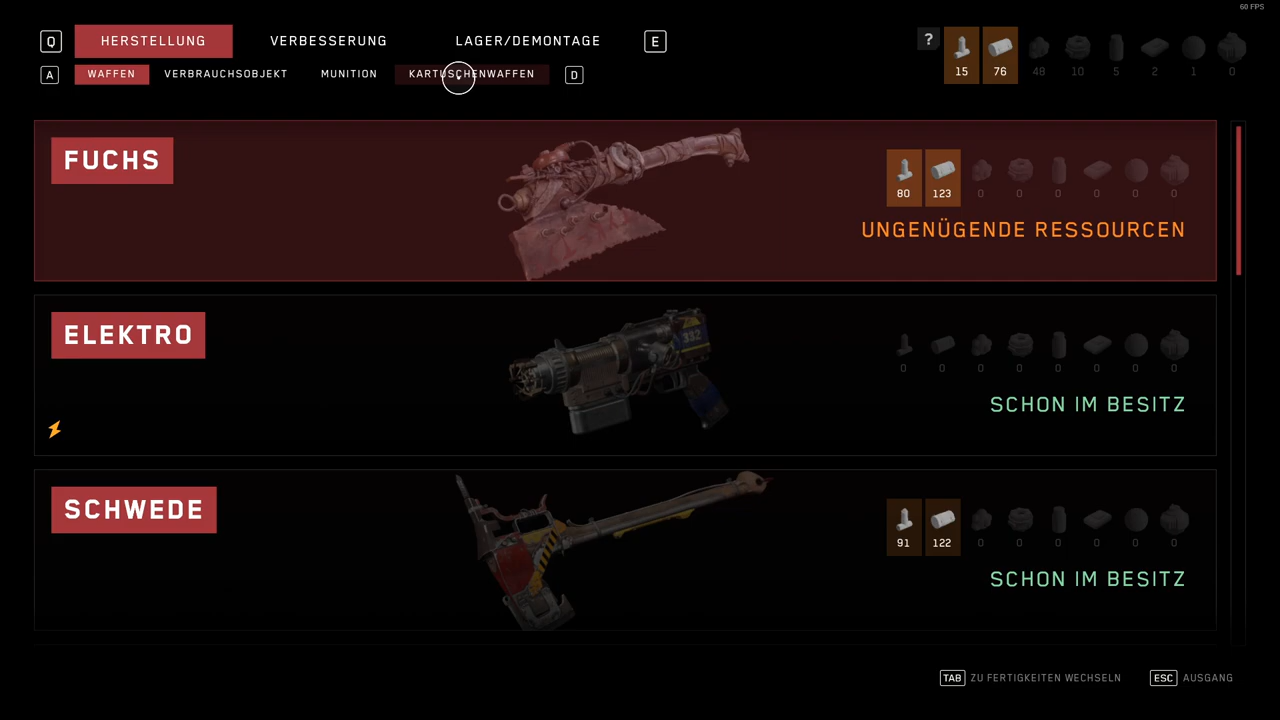 60 FPS
Q HERSTELLUNG VERBESSERUNG LAGER/DEMONTAGE E
A WAFFEN VERBRAUCHSOBJEKT MUNITION KARTUSCHENWAFFEN D
?
15 76 48 10 5 2 1 0
FUCHS
80 123 0 0 0 0 0 0
UNGENÜGENDE RESSOURCEN
ELEKTRO
332
0 0 0 0 0 0 0 0
SCHON IM BESITZ
SCHWEDE
91 122 0 0 0 0 0 0
SCHON IM BESITZ
TAB ZU FERTIGKEITEN WECHSELN ESC AUSGANG